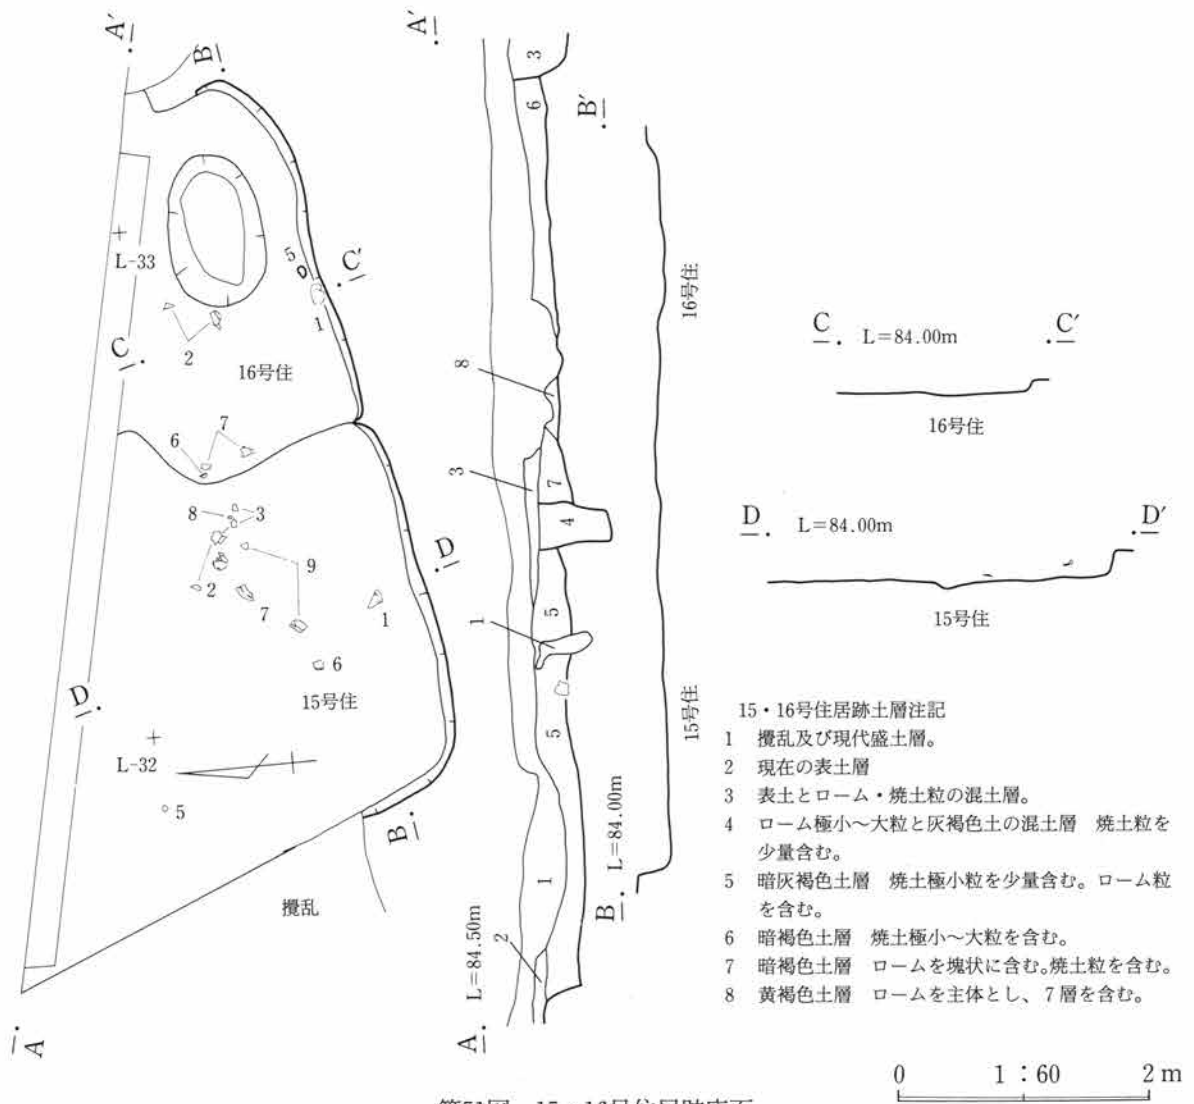 A'
B
L-33
5
C'
1
2
C
16号住
7
6
8
3
2
9
7
1
6
D
D
15号住
L-32
5
B
攪乱
A
A'
3
6
B'
8
3
7
4
1
5
5
1
2
16号住
15号住
B L=84.00m
A L=84.50m
C L=84.00m C'
16号住
D L=84.00m D'
15号住
15・16号住居跡土層注記
1 攪乱及び現代盛土層。
2 現在の表土層
3 表土とローム・焼土粒の混土層。
4 ローム極小～大粒と灰褐色土の混土層 焼土粒を
少量含む。
5 暗灰褐色土層 焼土極小粒を少量含む。ローム粒
を含む。
6 暗褐色土層 焼土極小～大粒を含む。
7 暗褐色土層 ロームを塊状に含む。焼土粒を含む。
8 黄褐色土層 ロームを主体とし、7層を含む。
0 1:60 2m